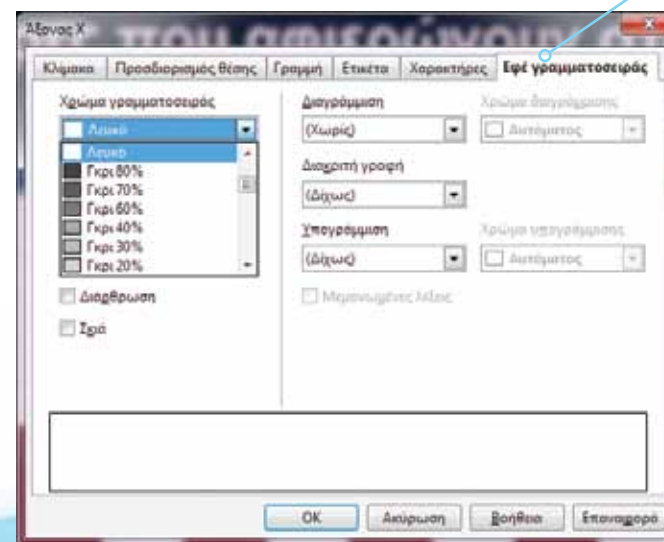 Άξονας X
Κλίμακα Προσδιορισμός θέσης Γραμμή Ετικέτα Χαρακτήρες Εφέ γραμματοσειράς
Χρώμα γραμματοσειράς
Λευκό
Λευκό
Γκρι 80%
Γκρι 70%
Γκρι 60%
Γκρι 40%
Γκρι 30%
Γκρι 20%
Διάρθρωση
Σκιά
Διαγράμμιση Χρώμα διαγράμμισης
(Χωρίς) Αυτόματος
Διακριτή γραφή
(Δίχως)
Υπογράμμιση Χρώμα υπογράμμισης
(Δίχως) Αυτόματος
Μεμονωμένες λέξεις
OK Ακύρωση Βοήθεια Επαναφορά